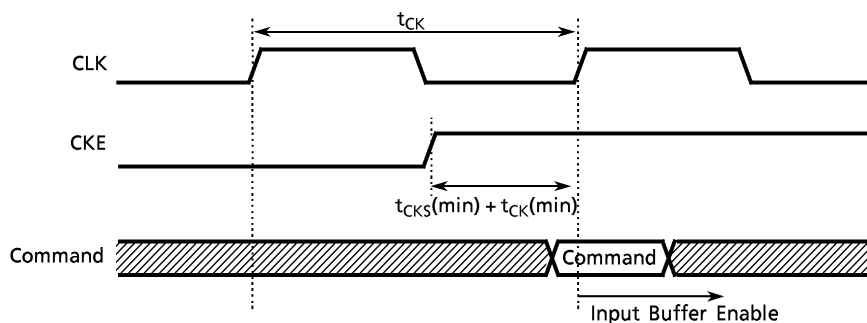 tCK
CLK
CKE
tCKS(min) + tCK(min)
Command
Command
Input Buffer Enable